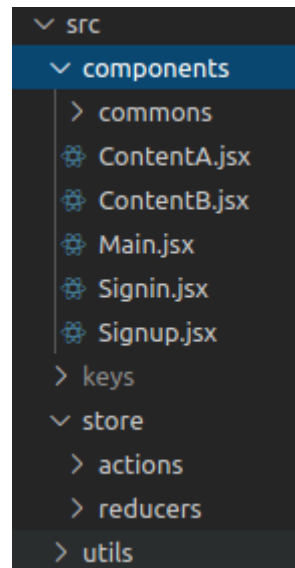 src
components
commons
ContentA.jsx
ContentB.jsx
Main.jsx
Signin.jsx
Signup.jsx
keys
store
actions
reducers
utils